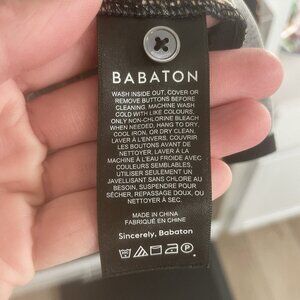 BABATON
WASH INSIDE OUT, COVER OR
REMOVE BUTTONS BEFORE
CLEANING. MACHINE WASH
COLD WITH LIKE COLOURS.
ONLY NON-CHLORINE BLEACH
WHEN NEEDED, HANG TO DRY,
COOL IRON, OR DRY CLEAN.
LAVER À L'ENVERS. COUVRIR
LES BOUTONS AVANT DE
NETTOYER. LAVER À LA
MACHINE À L'EAU FROIDE AVEC
COULEURS SEMBLABLES,
UTILISER SEULEMENT UN
JAVELLISANT SANS CHLORE AU
BESOIN, SUSPENDRE POUR
SÉCHER, REPASSAGE DOUX, OU
NETTOYER À SEC.
MADE IN CHINA
FABRIQUÉ EN CHINE
Sincerely, Babaton